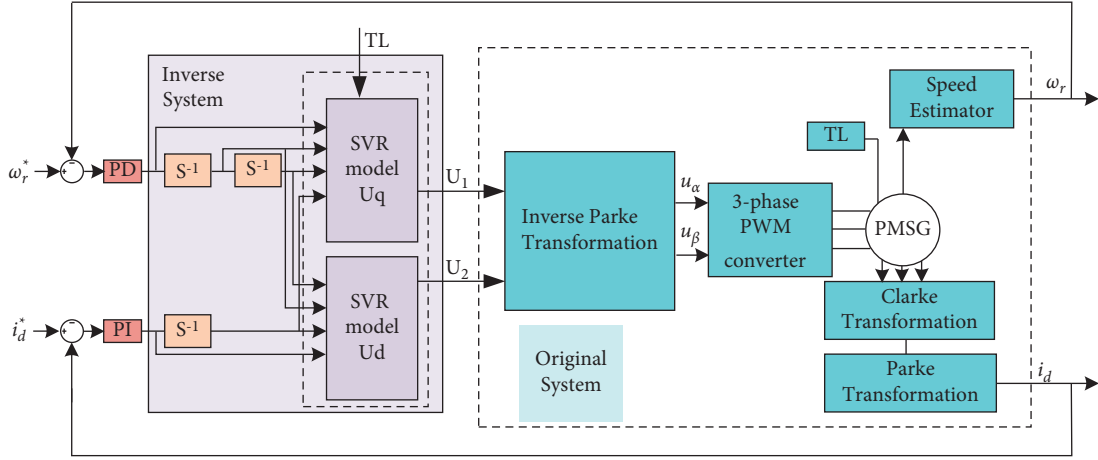 TL
Inverse
System
SVR
model
Uq
ω_r^*
PD
S^-1
S^-1
U_1
SVR
model
Ud
U_2
i_d^*
PI
S^-1
Inverse Parke
Transformation
Original
System
u_α
u_β
3-phase
PWM
converter
TL
Speed
Estimator
ω_r
PMSG
Clarke
Transformation
Parke
Transformation
i_d